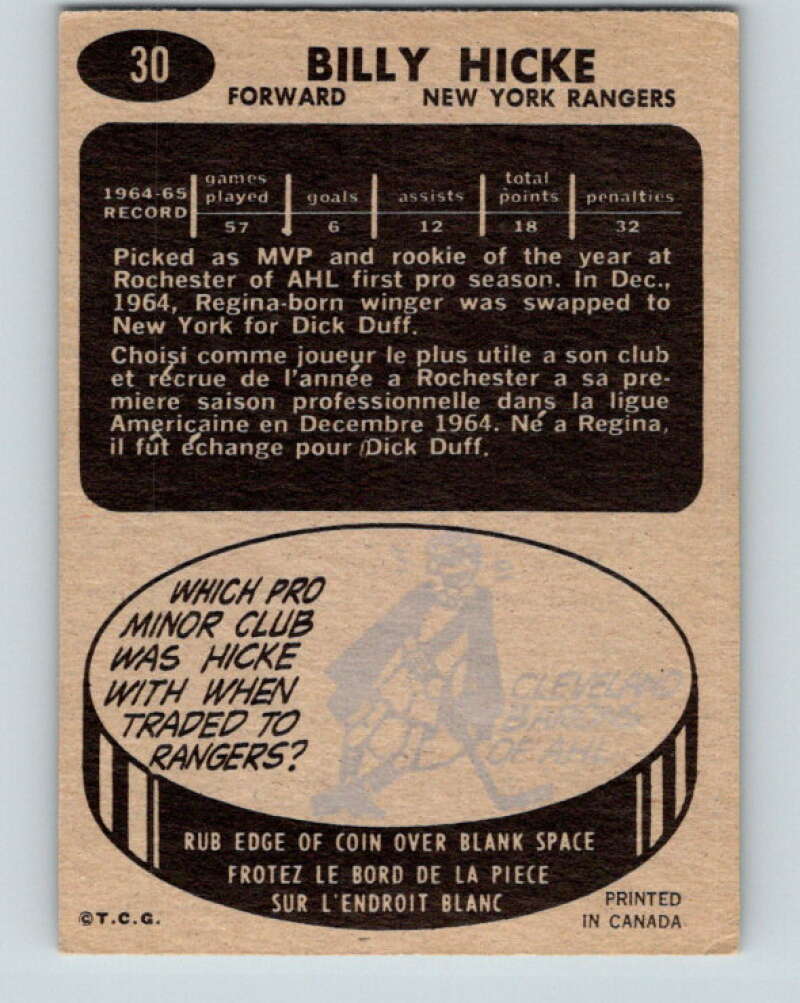 30
BILLY HICKE
FORWARD NEW YORK RANGERS
1964-65 RECORD games played goals assists total points penalties
57 6 12 18 32
Picked as MVP and rookie of the year at
Rochester of AHL first pro season. In Dec.,
1964, Regina-born winger was swapped to
New York for Dick Duff.
Choisi comme joueur le plus utile a son club
et récrue de l'année a Rochester a sa pre-
miere saison professionnelle dans la ligue
Américaine en Decembre 1964. Né a Regina,
il fût échange pour Dick Duff.
WHICH PRO
MINOR CLUB
WAS HICKE
WITH WHEN
TRADED TO
RANGERS?
CLEVELAND
DE AHL
RUB EDGE OF COIN OVER BLANK SPACE
FROTEZ LE BORD DE LA PIECE
SUR L'ENDROIT BLANC
©T.C.G.
PRINTED
IN CANADA